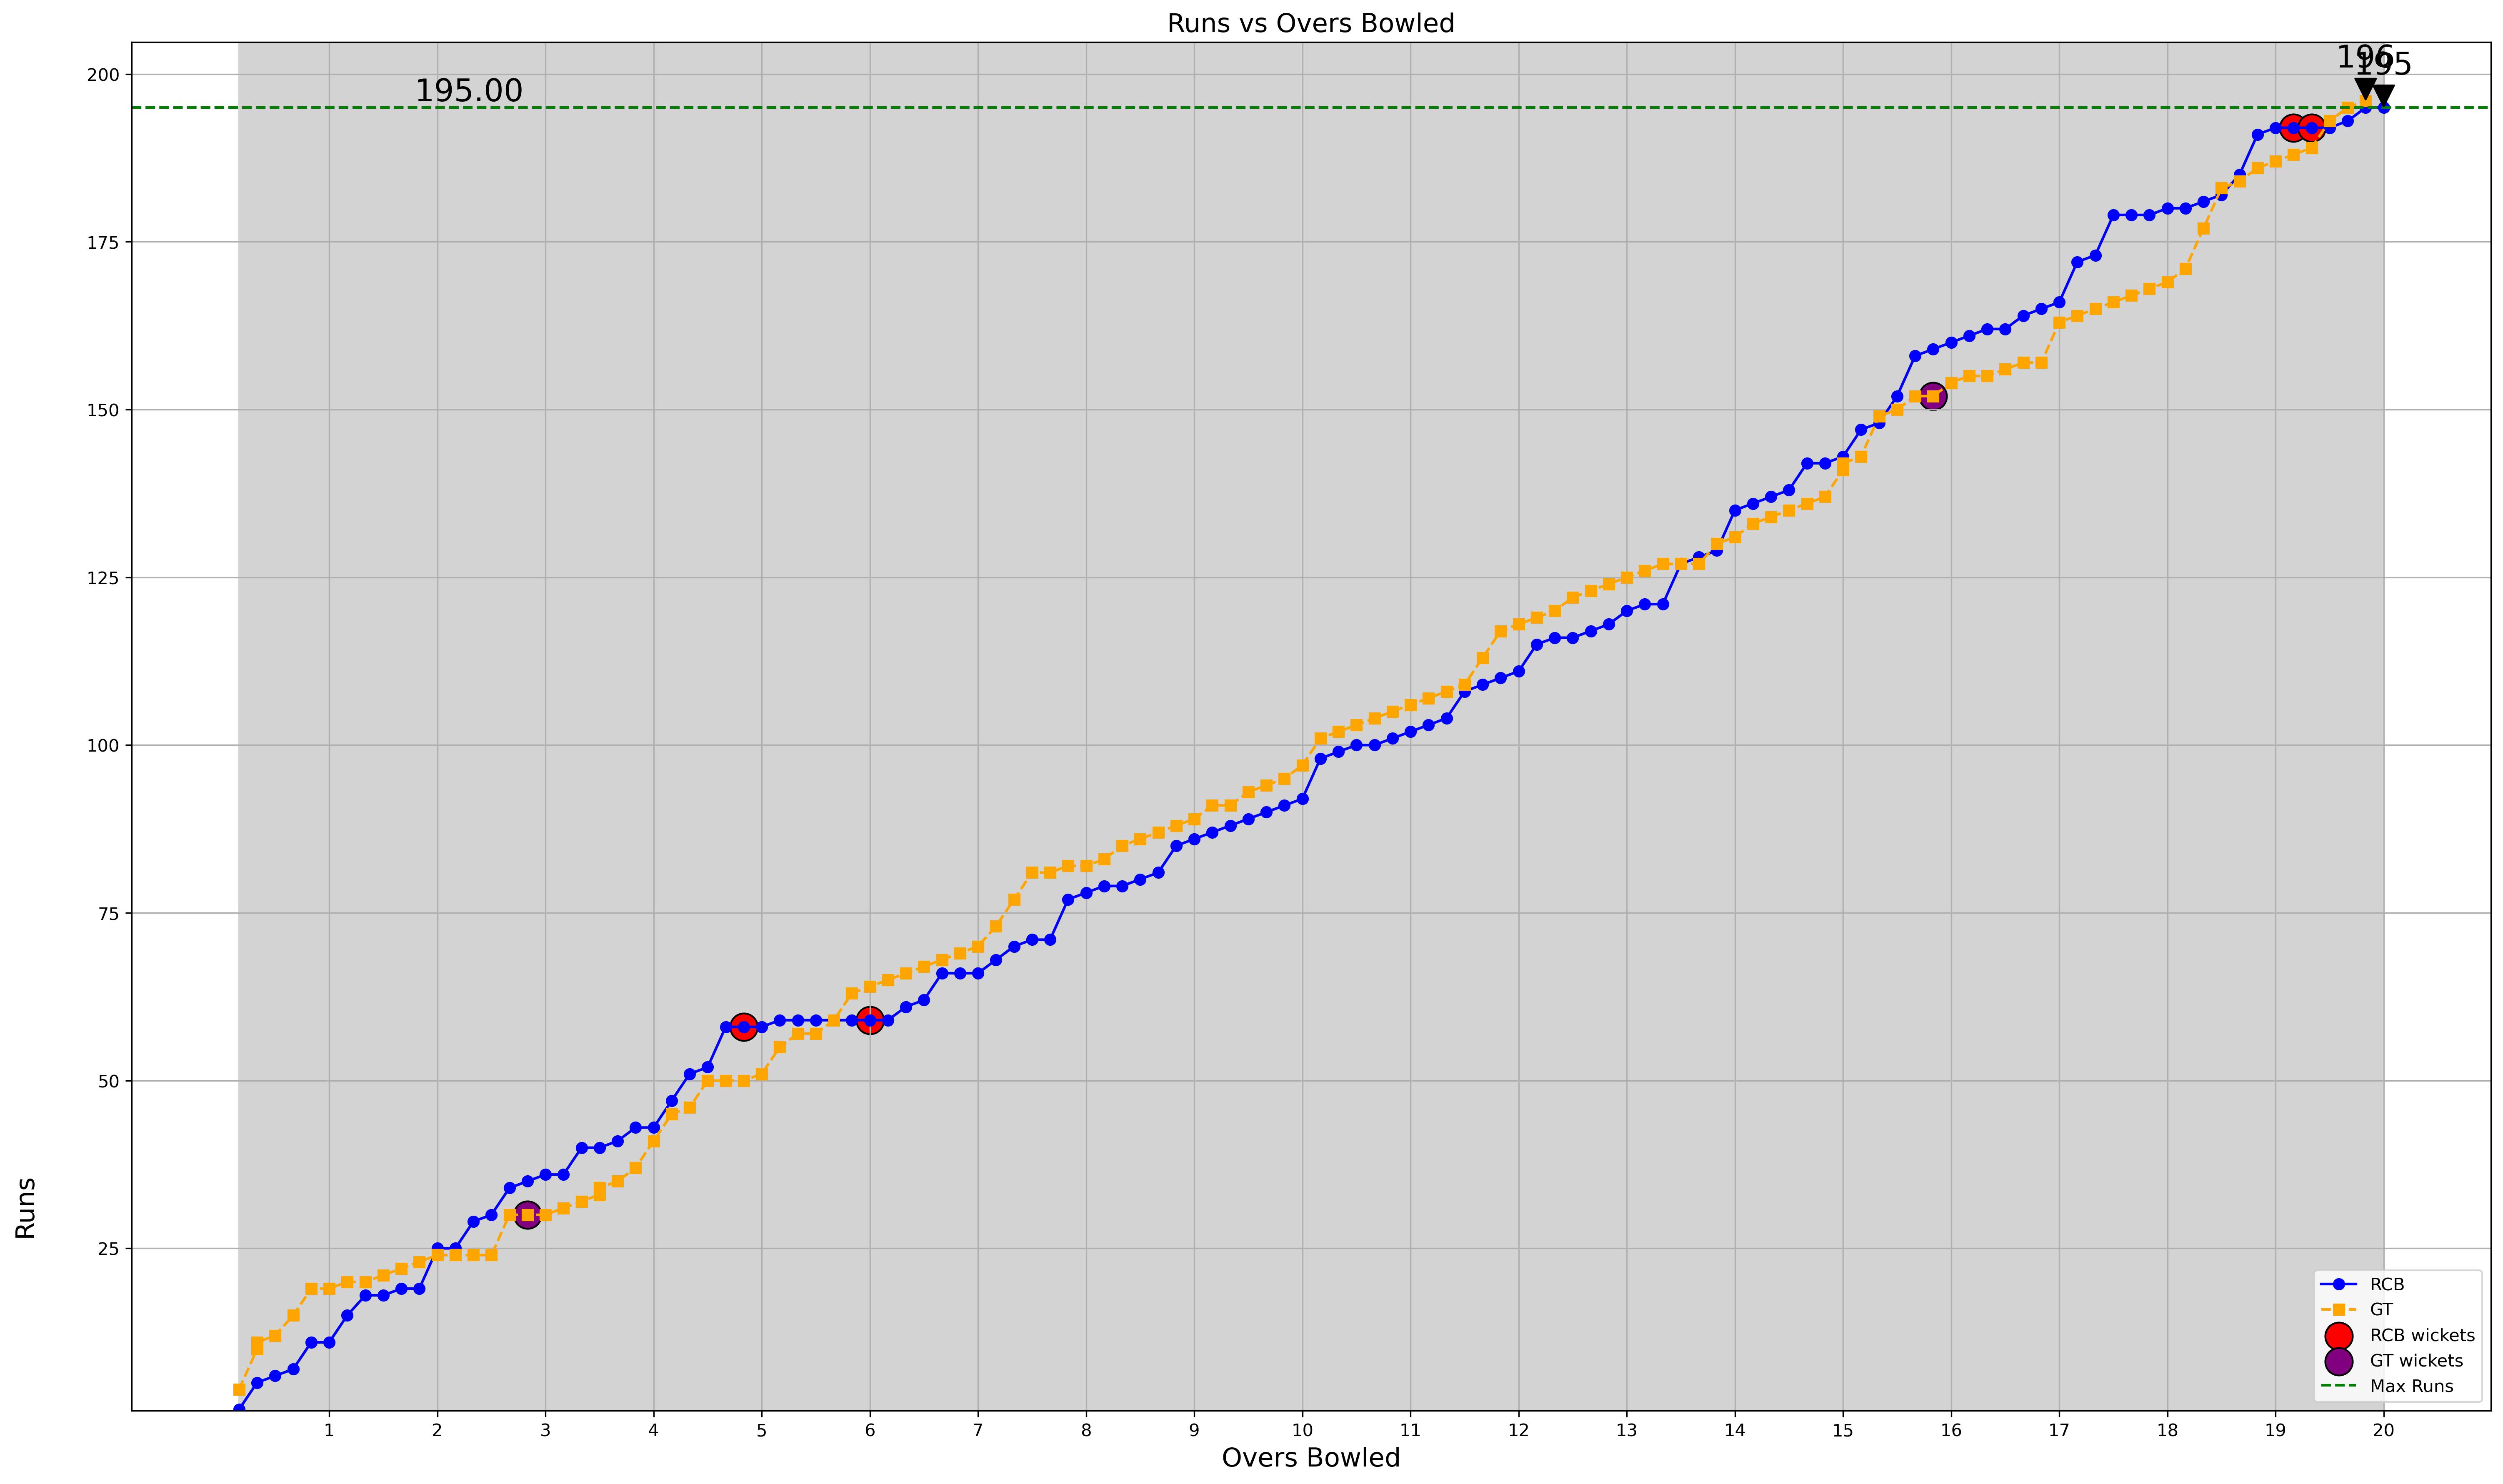 Runs vs Overs Bowled
196
195
195.00
200
175
150
125
100
75
50
25
Runs
1 2 3 4 5 6 7 8 9 10 11 12 13 14 15 16 17 18 19 20
Overs Bowled
RCB
GT
RCB wickets
GT wickets
Max Runs